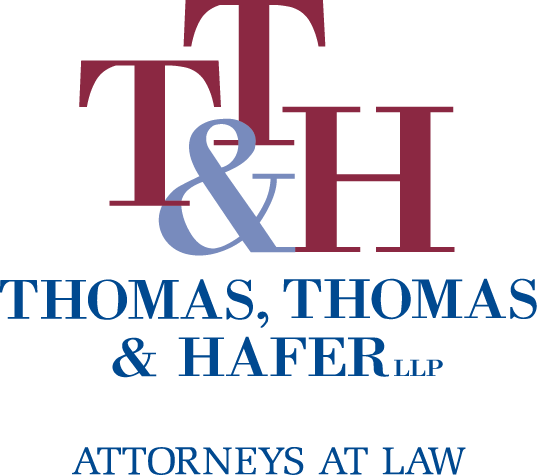 TT&H
THOMAS, THOMAS
& HAFER LLP
ATTORNEYS AT LAW